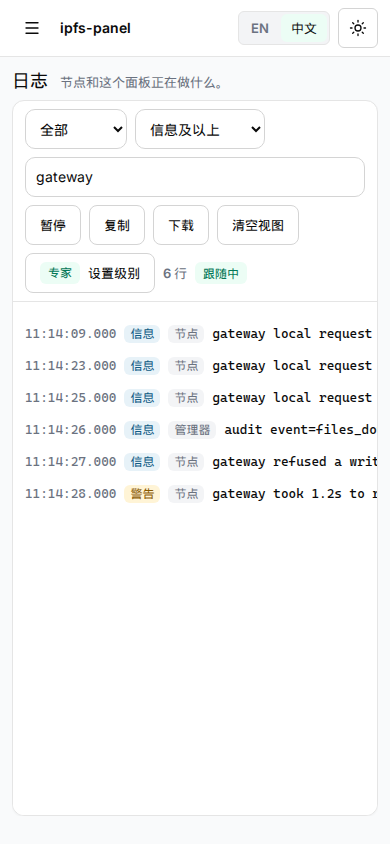 ipfs-panel EN 中文
日志 节点和这个面板正在做什么。
全部 信息及以上
gateway
暂停 复制 下载 清空视图
专家 设置级别 6 行 跟随中
11:14:09.000 信息 节点 gateway local request
11:14:23.000 信息 节点 gateway local request
11:14:25.000 信息 节点 gateway local request
11:14:26.000 信息 管理器 audit event=files_do
11:14:27.000 信息 节点 gateway refused a writ
11:14:28.000 警告 节点 gateway took 1.2s to r